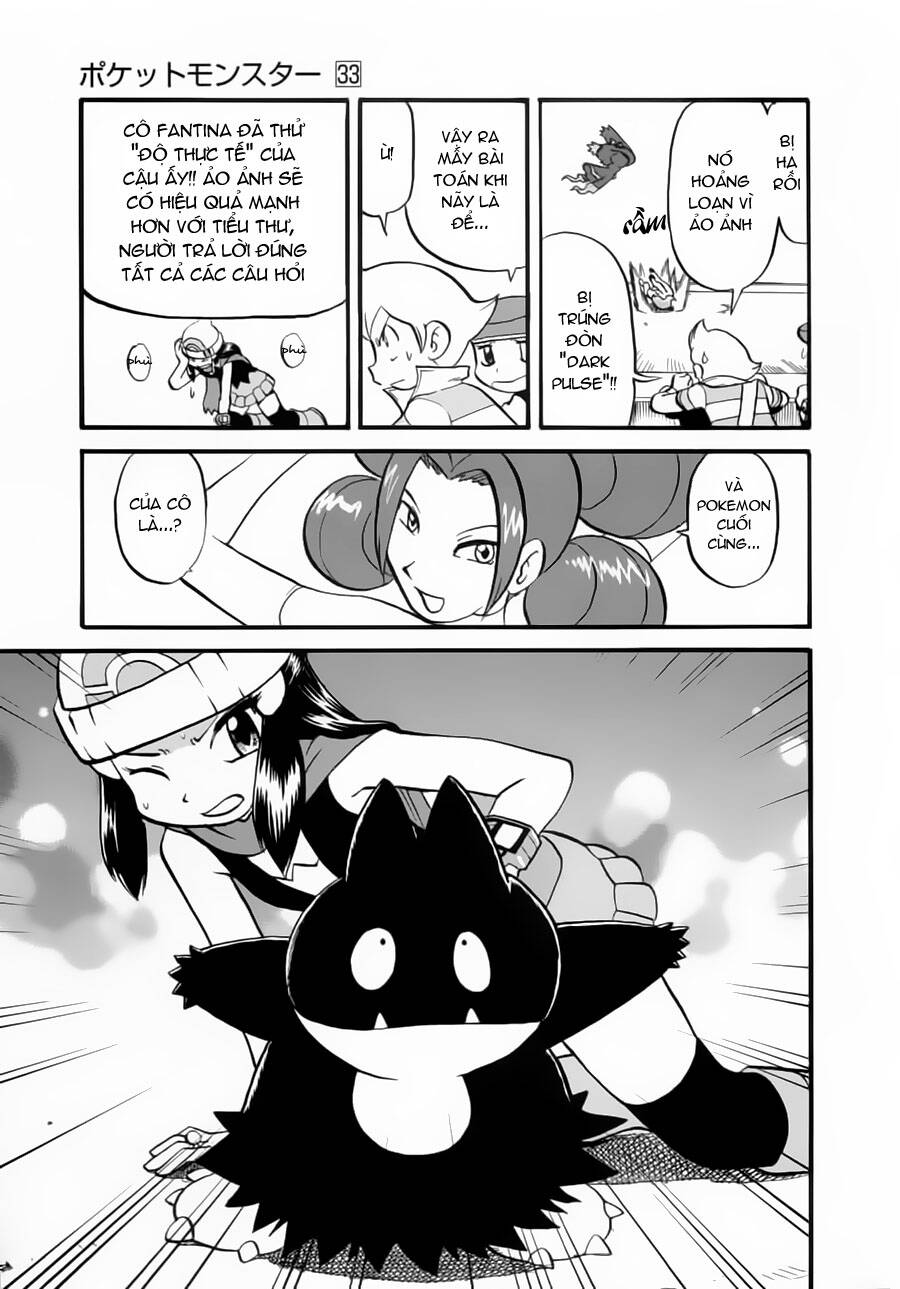 ポケットモンスター 33
BỊ
HẠ
RỒI
NÓ
HOẢNG
LOẠN VÌ
ẢO ẢNH
CẦM
BỊ
TRÚNG
ĐÒN
"DARK
PULSE"!!
VẬY RA
MẤY BÀI
TOÁN KHI
NÃY LÀ
ĐỂ...
Ừ!
CÔ FANTINA ĐÃ THỬ
"ĐỘ THỰC TẾ" CỦA
CẬU ẤY!! ẢO ẢNH SẼ
CÓ HIỆU QUẢ MẠNH
HƠN VỚI TIỂU THƯ,
NGƯỜI TRẢ LỜI ĐÚNG
TẤT CẢ CÁC CÂU HỎI
phù
phù
VÀ
POKEMON
CUỐI
CÙNG...
CỦA CÔ
LÀ...?